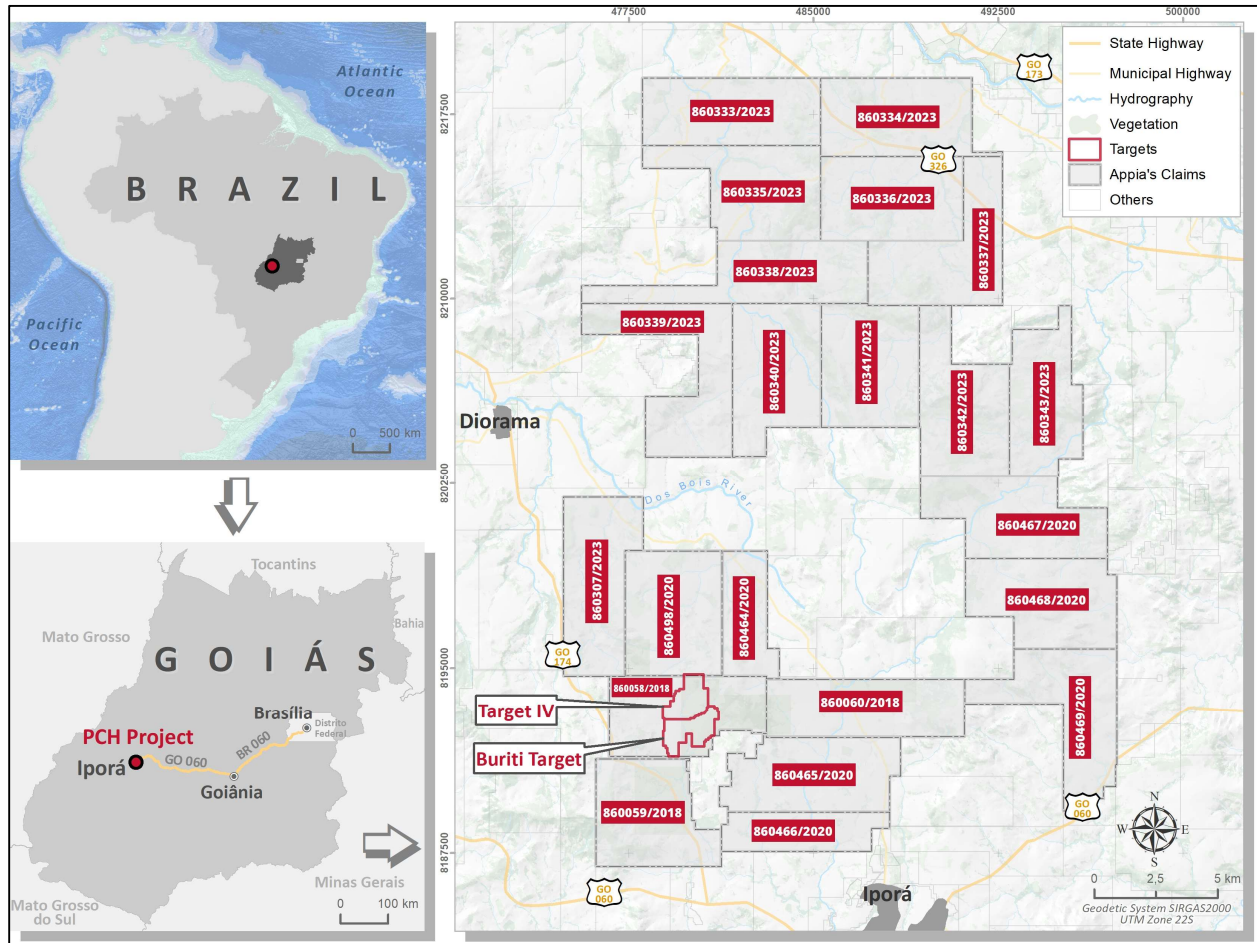 Atlantic
Ocean
BRAZIL
Pacific
Ocean
0 500 km
Tocantins
Mato Grosso
Bahia
GOIÁS
Brasília
Distrito
Federal
PCH Project
Iporá
GO 060
BR 060
Goiânia
Minas Gerais
Mato Grosso
do Sul
0 100 km
477500 485000 492500 500000
8217500
8210000
8202500
8195000
8187500
State Highway
Municipal Highway
Hydrography
Vegetation
Targets
Appia's Claims
Others
GO
173
860333/2023
860334/2023
GO
326
860335/2023
860336/2023
860337/2023
860338/2023
860339/2023
860340/2023
860341/2023
860342/2023
860343/2023
Diorama
Dos Bois River
860467/2020
860307/2023
860498/2020
860464/2020
860468/2020
GO
174
860058/2018
860060/2018
860469/2020
Target IV
Buriti Target
860465/2020
860059/2018
860466/2020
GO
060
GO
060
Iporá
N
W E
S
0 2,5 5 km
Geodetic System SIRGAS2000
UTM Zone 22S